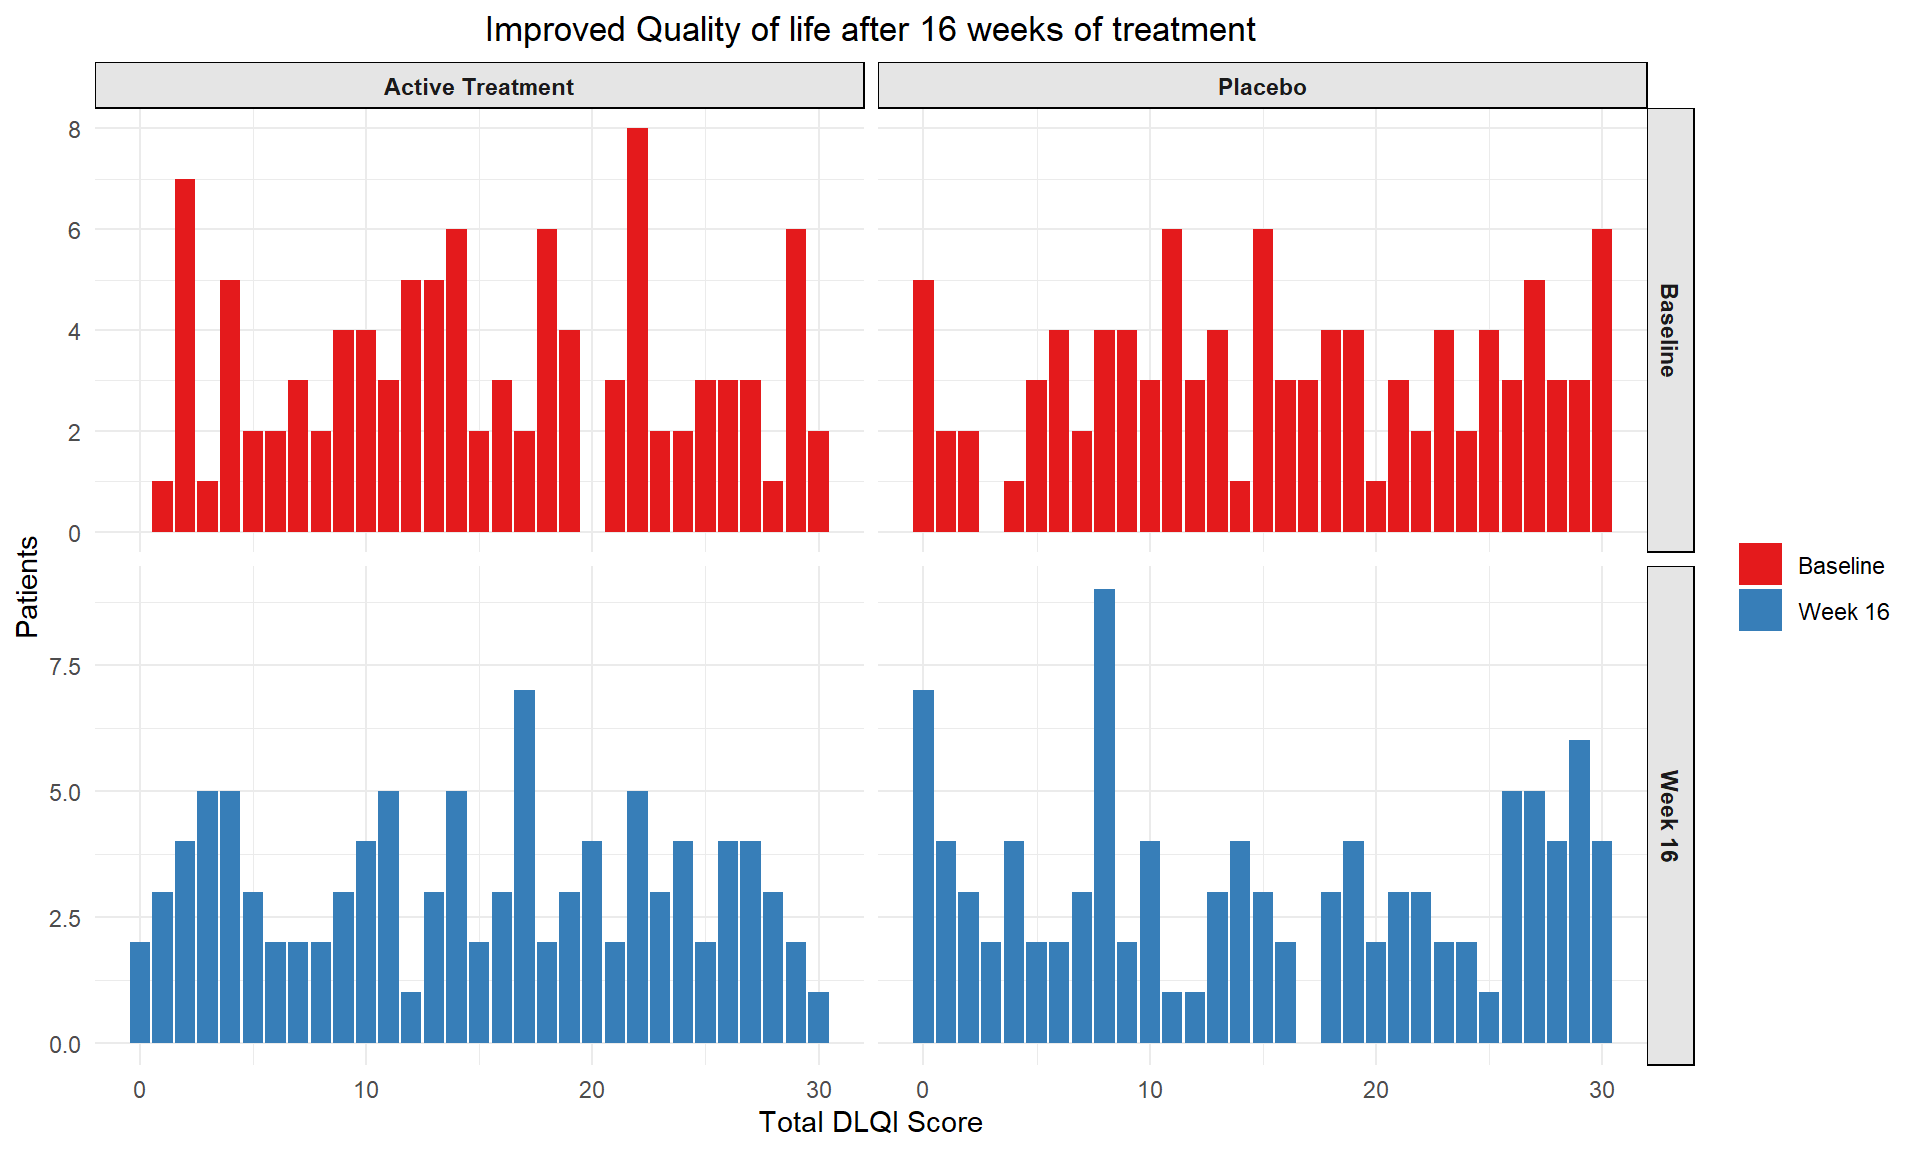 Improved Quality of life after 16 weeks of treatment
Active Treatment
Placebo
8
6
4
2
0
Baseline
Patients
7.5
5.0
2.5
0.0
Week 16
0
10
20
30
0
10
20
30
Total DLQI Score
Baseline
Week 16